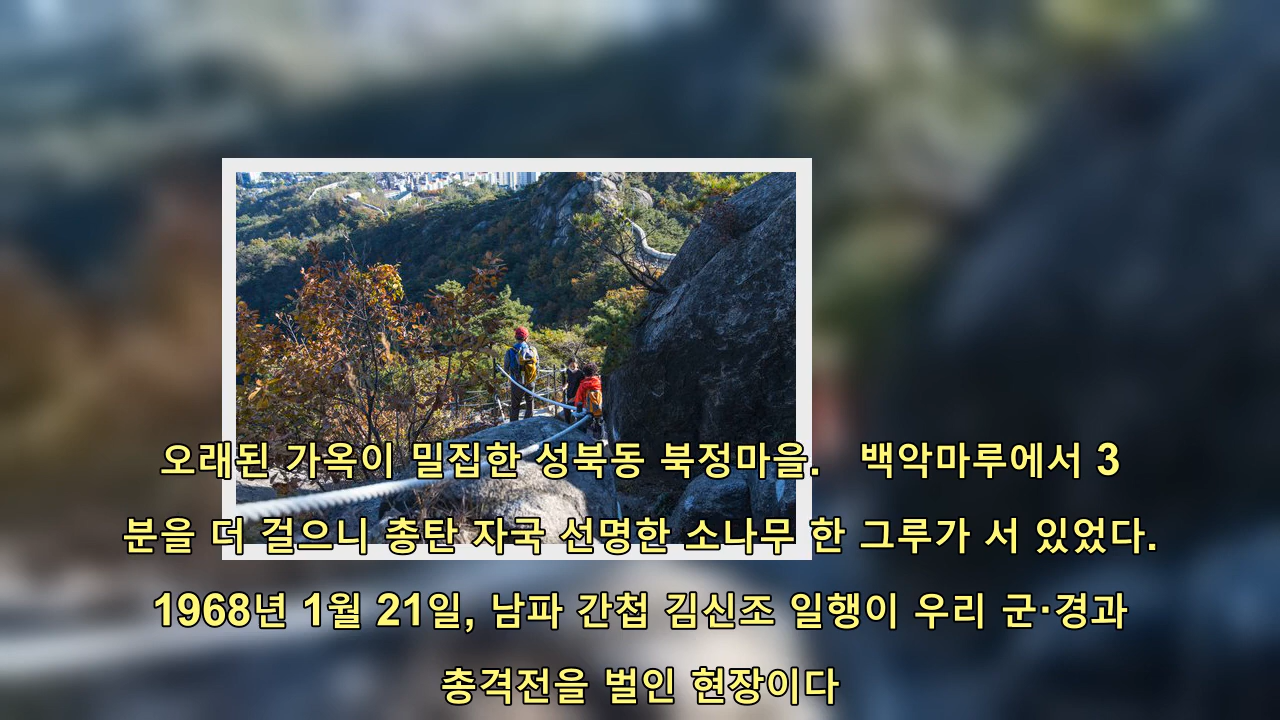 오래된 가옥이 밀집한 성북동 북정마을. 백악마루에서 3
분을 더 걸으니 총탄 자국 선명한 소나무 한 그루가 서 있었다.
1968년 1월 21일, 남파 간첩 김신조 일행이 우리 군·경과
총격전을 벌인 현장이다